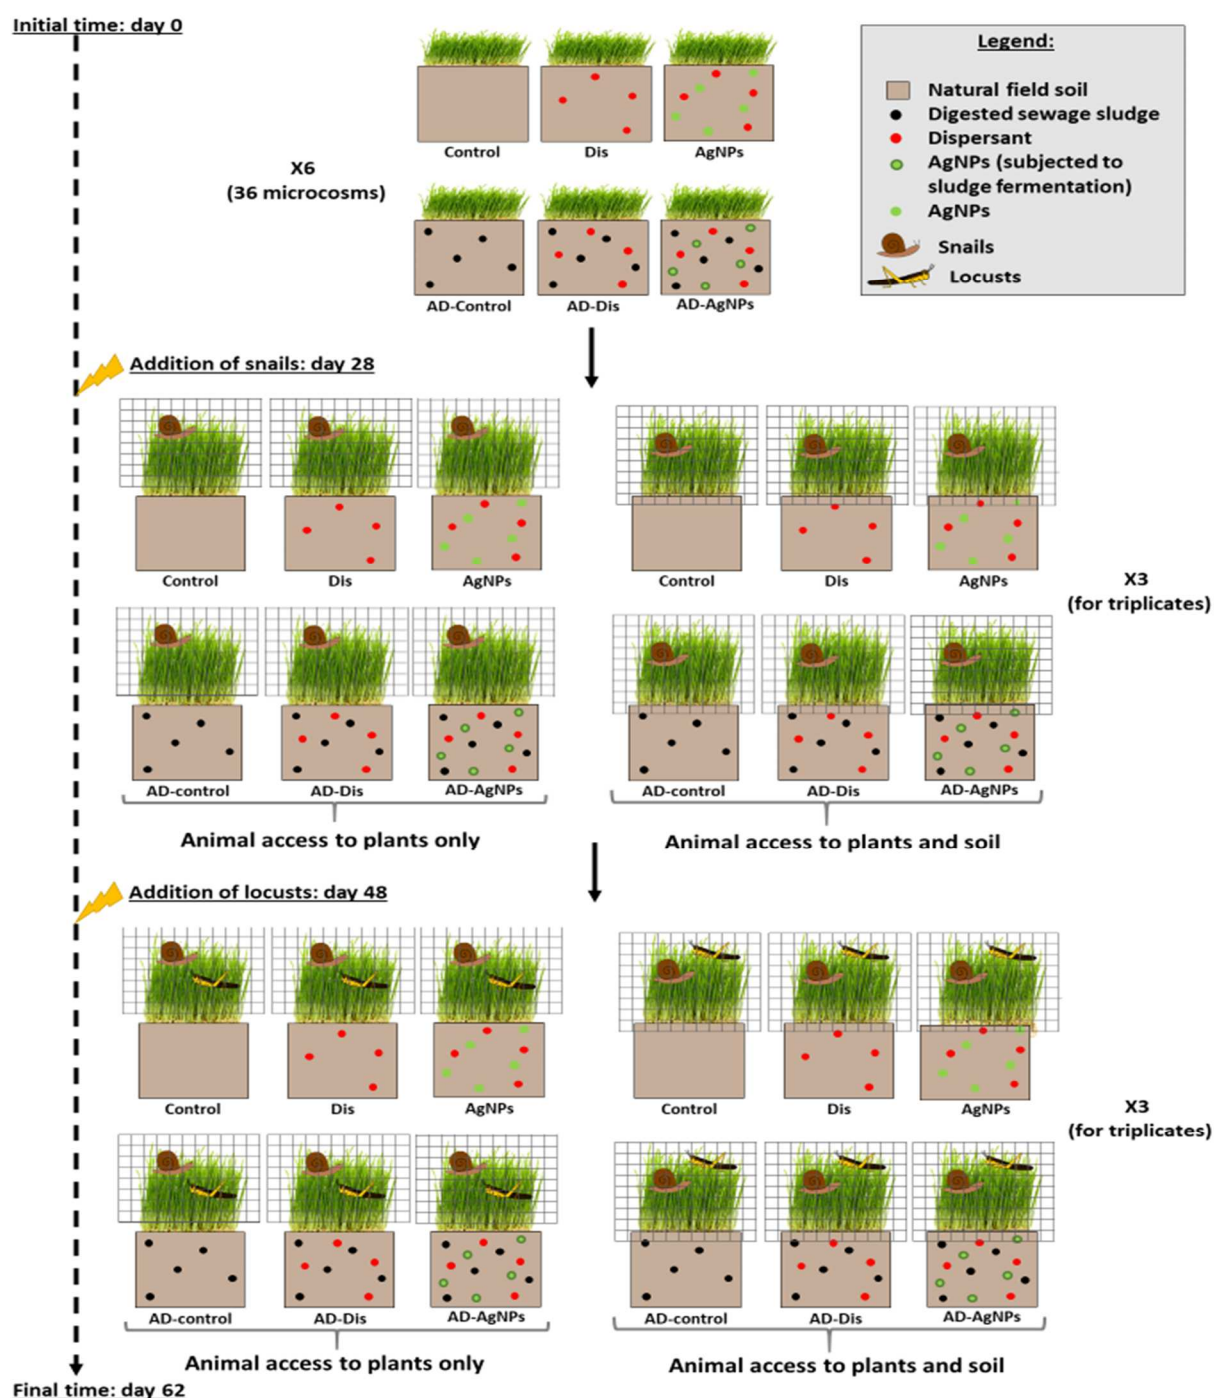 Initial time: day 0
Legend:
Natural field soil
Digested sewage sludge
Dispersant
AgNPs (subjected to
sludge fermentation)
AgNPs
Snails
Locusts
Control
Dis
AgNPs
X6
(36 microcosms)
AD-Control
AD-Dis
AD-AgNPs
Addition of snails: day 28
Control
Dis
AgNPs
Control
Dis
AgNPs
X3
(for triplicates)
AD-control
AD-Dis
AD-AgNPs
AD-control
AD-Dis
AD-AgNPs
Animal access to plants only
Animal access to plants and soil
Addition of locusts: day 48
Control
Dis
AgNPs
Control
Dis
AgNPs
X3
(for triplicates)
AD-control
AD-Dis
AD-AgNPs
AD-control
AD-Dis
AD-AgNPs
Animal access to plants only
Animal access to plants and soil
Final time: day 62